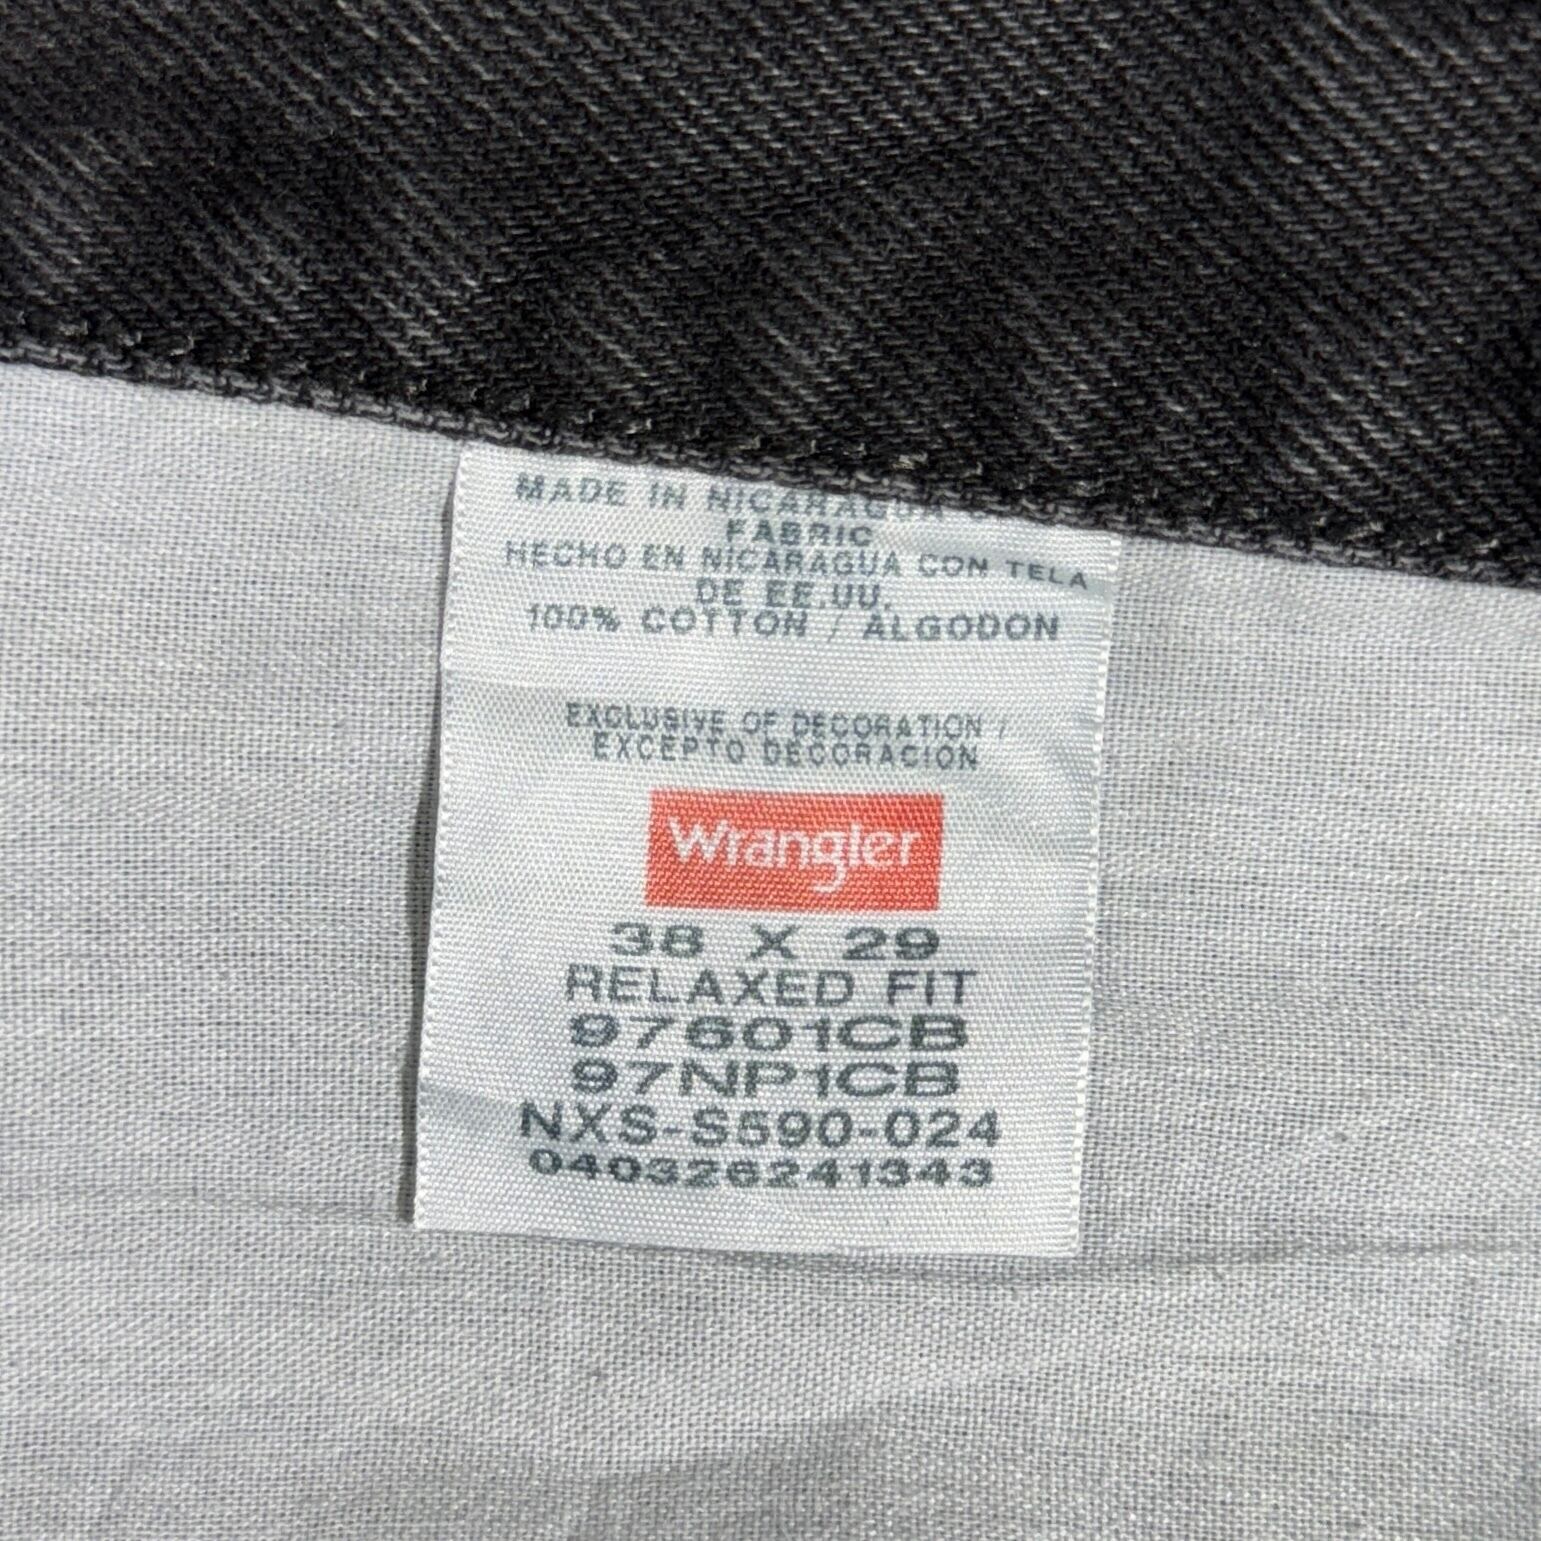 MADE IN NICARAGUA
FABRIC
HECHO EN NICARAGUA CON TELA
DE EE.UU.
100% COTTON / ALGODON
EXCLUSIVE OF DECORATION /
EXCEPTO DECORACION
Wrangler
38 X 29
RELAXED FIT
97601CB
97NP1CB
NXS-S590-024
040326241343